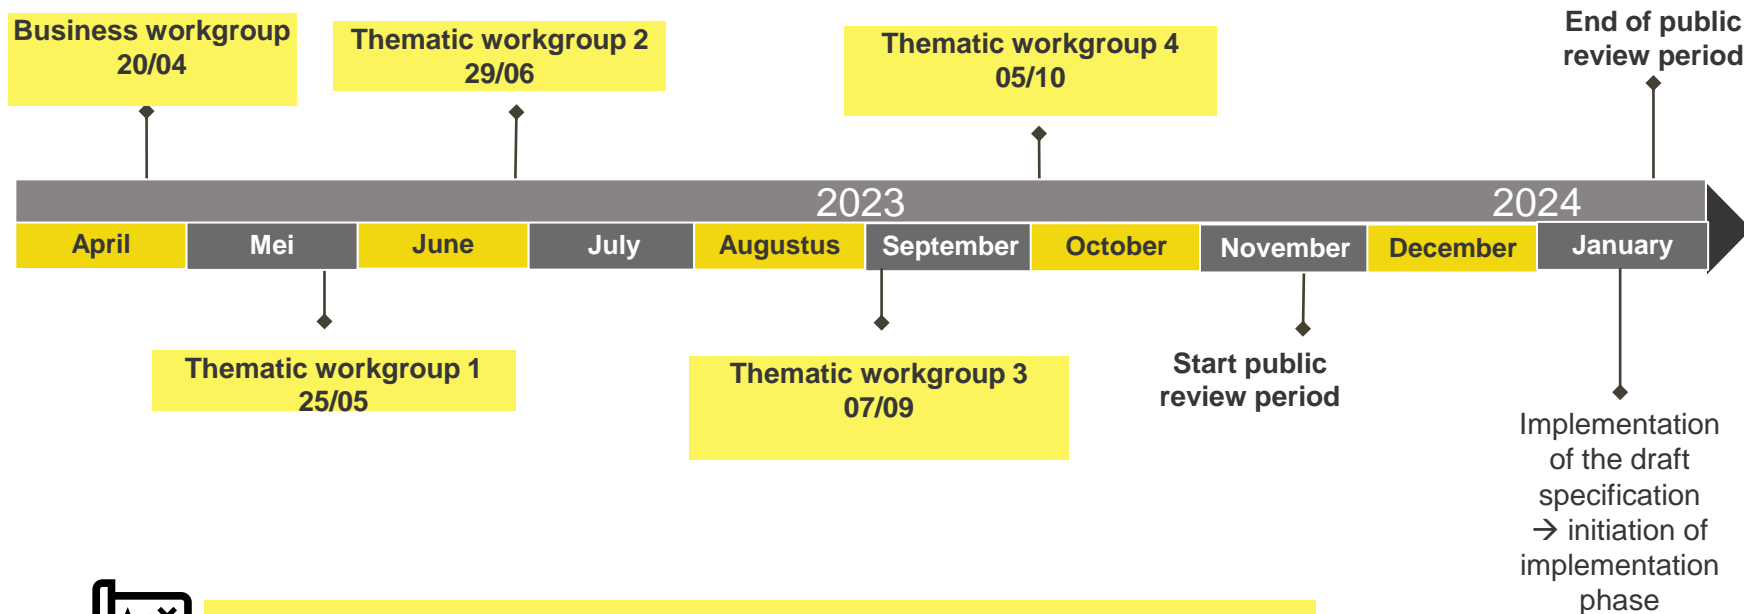 Business workgroup
20/04
Thematic workgroup 2
29/06
Thematic workgroup 4
05/10
End of public
review period
2023
2024
April
Mei
June
July
Augustus
September
October
November
December
January
Thematic workgroup 1
25/05
Thematic workgroup 3
07/09
Start public
review period
Implementation
of the draft
specification
→ initiation of
implementation
phase